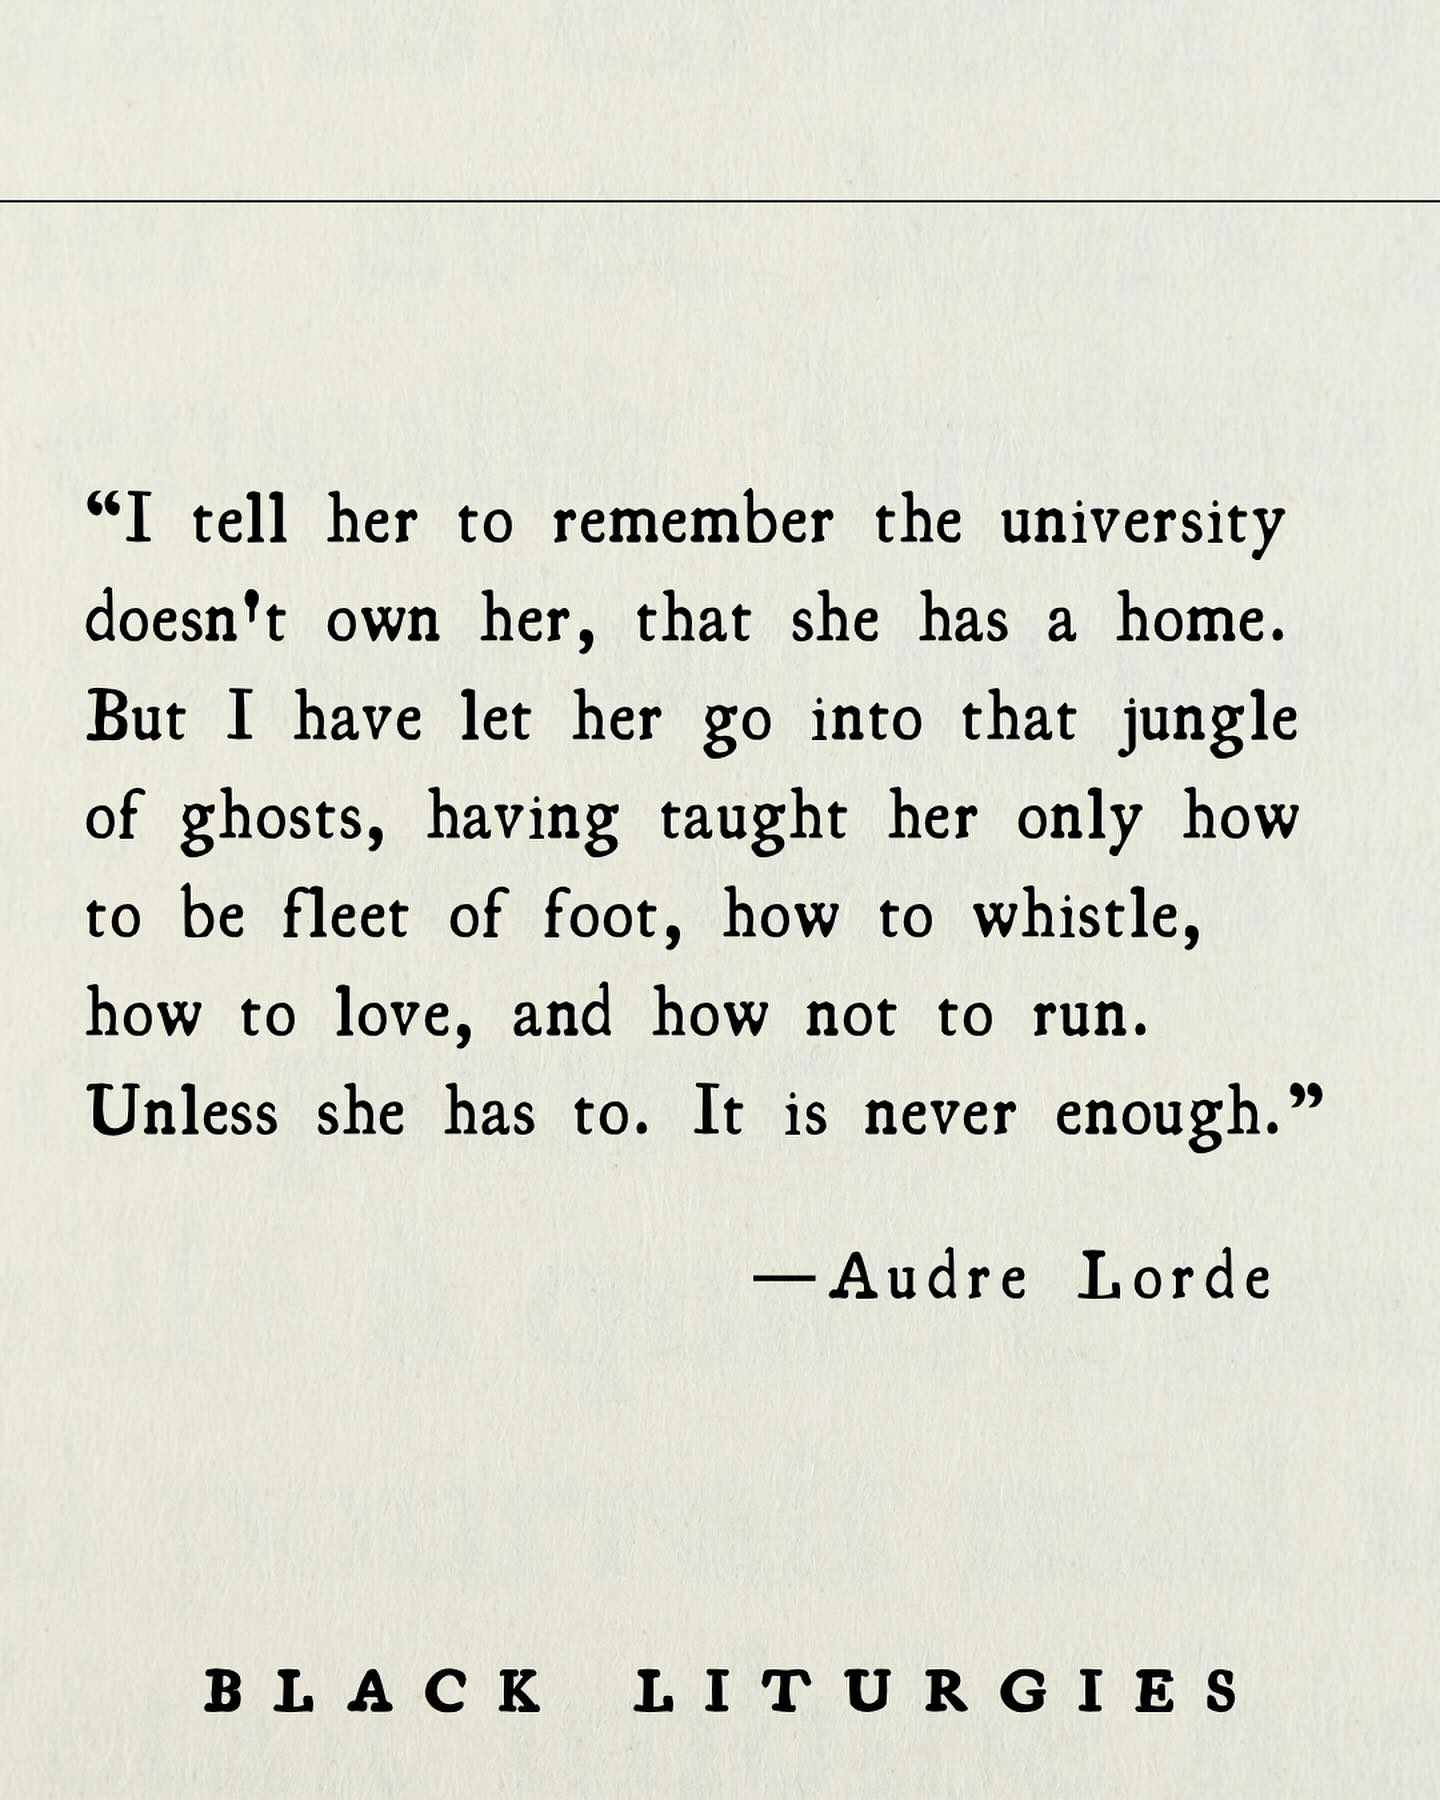 “I tell her to remember the university
doesn't own her, that she has a home.
But I have let her go into that jungle
of ghosts, having taught her only how
to be fleet of foot, how to whistle,
how to love, and how not to run.
Unless she has to. It is never enough.”
—Audre Lorde
BLACK LITURGIES